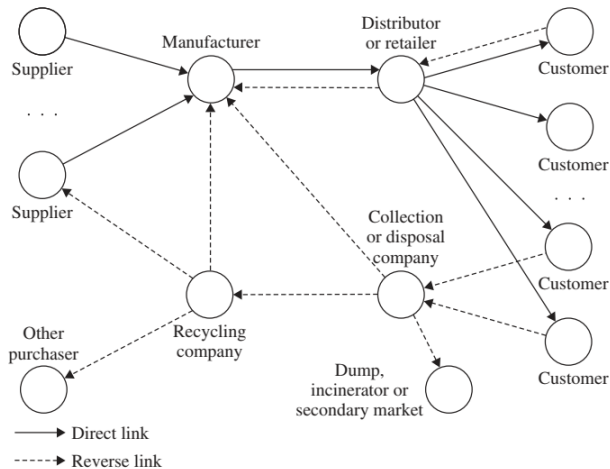 Supplier
Manufacturer
Distributor
or retailer
Customer
. . .
Customer
. . .
Supplier
Collection
or disposal
company
Customer
Recycling
company
Other
purchaser
Dump,
incinerator or
secondary market
Customer
Direct link
Reverse link